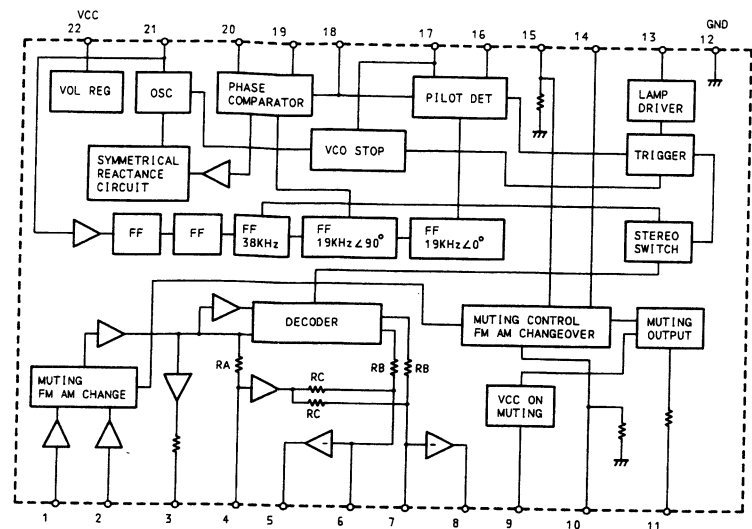 VCC
22 21 20 19 18 17 16 15 14 13 GND
12
VOL REG
OSC
PHASE
COMPARATOR
PILOT DET
LAMP
DRIVER
SYMMETRICAL
REACTANCE
CIRCUIT
VCO STOP
TRIGGER
FF
FF
FF
38KHz
FF
19KHz∠90°
FF
19KHz∠0°
STEREO
SWITCH
DECODER
MUTING CONTROL
FM AM CHANGEOVER
MUTING
OUTPUT
MUTING
FM AM CHANGE
RA
RC
RC
RB
RB
VCC ON
MUTING
-
-
1 2 3 4 5 6 7 8 9 10 11